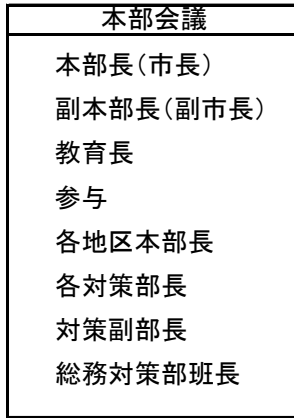 本部会議
本部長（市長）
副本部長（副市長）
教育長
参与
各地区本部長
各対策部長
対策副部長
総務対策部班長